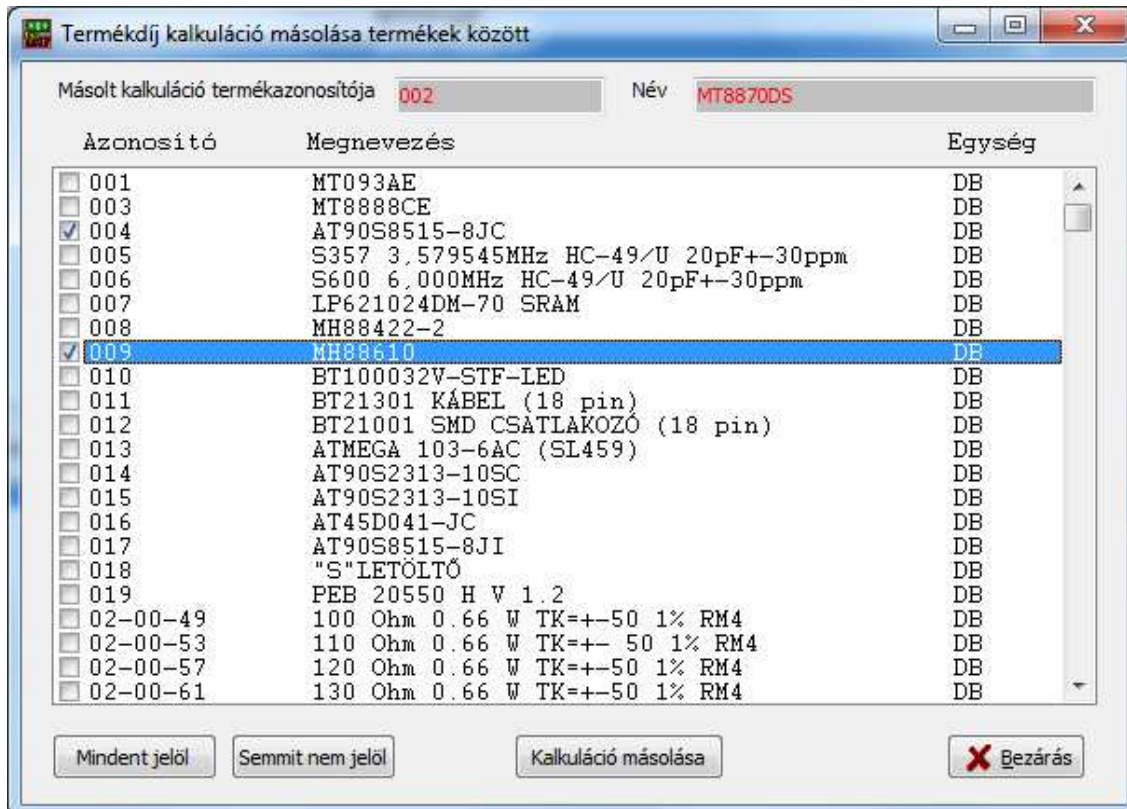 Termékdíj kalkuláció másolása termékek között
Másolt kalkuláció termékazonosítója 002 Név MT8870DS
Azonosító Megnevezés Egység
001 MT093AE DB
003 MT8888CE DB
004 AT90S8515-8JC DB
005 S357 3,579545MHz HC-49/U 20pF+-30ppm DB
006 S600 6,000MHz HC-49/U 20pF+-30ppm DB
007 LP621024DM-70 SRAM DB
008 MH88422-2 DB
009 MH88610 DB
010 BT100032V-STF-LED DB
011 BT21301 KÁBEL (18 pin) DB
012 BT21001 SMD CSATLAKOZÓ (18 pin) DB
013 ATMEGA 103-6AC (SL459) DB
014 AT90S2313-10SC DB
015 AT90S2313-10SI DB
016 AT45D041-JC DB
017 AT90S8515-8JI DB
018 "S"LETÖLTŐ DB
019 PEB 20550 H V 1.2 DB
02-00-49 100 Ohm 0.66 W TK=+-50 1% RM4 DB
02-00-53 110 Ohm 0.66 W TK=+- 50 1% RM4 DB
02-00-57 120 Ohm 0.66 W TK=+-50 1% RM4 DB
02-00-61 130 Ohm 0.66 W TK=+-50 1% RM4 DB
Mindent jelöl Semmit nem jelöl Kalkuláció másolása Bezárás